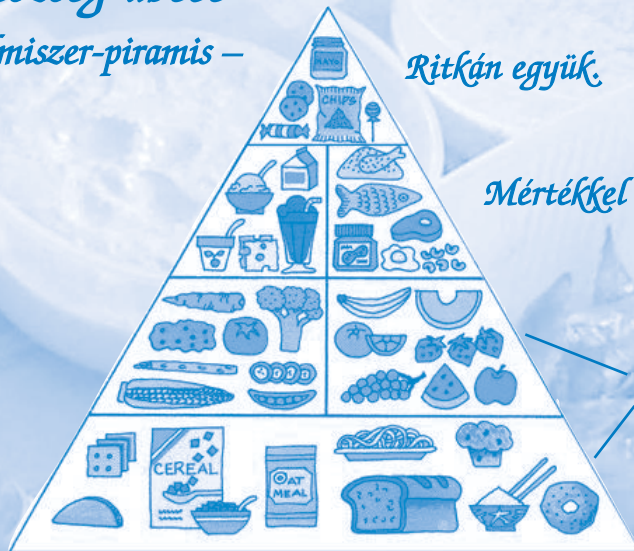 miszer-piramis –
Ritkán együk.
MAYO
CHIPS
Mértékkel
CEREAL
OAT
MEAL